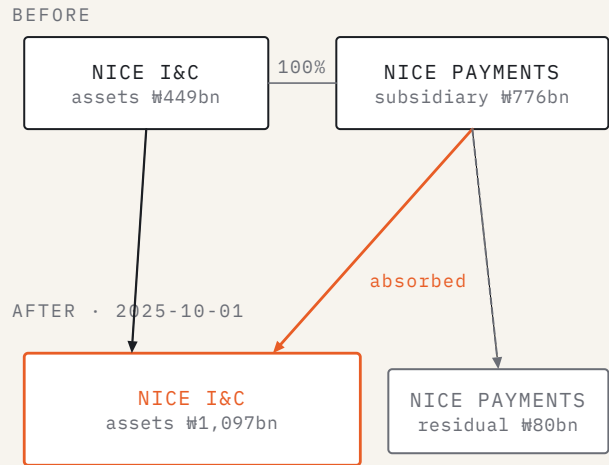 BEFORE
NICE I&C
assets ₩449bn
100%
NICE PAYMENTS
subsidiary ₩776bn
absorbed
AFTER · 2025-10-01
NICE I&C
assets ₩1,097bn
NICE PAYMENTS
residual ₩80bn